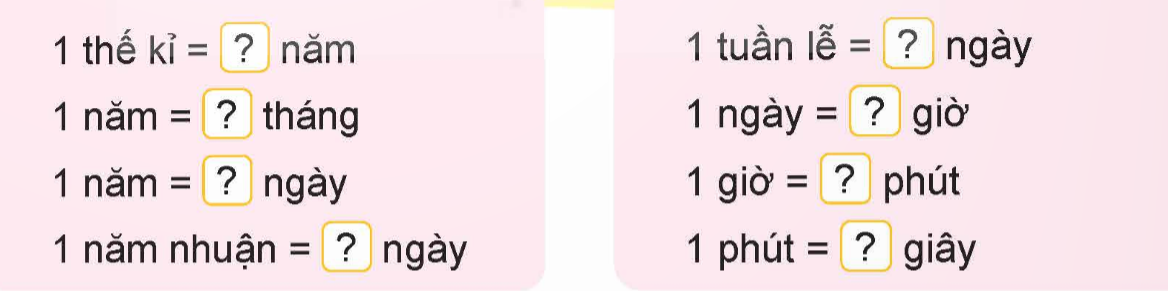 1 thế kỉ = ? năm
1 năm = ? tháng
1 năm = ? ngày
1 năm nhuận = ? ngày
1 tuần lễ = ? ngày
1 ngày = ? giờ
1 giờ = ? phút
1 phút = ? giây